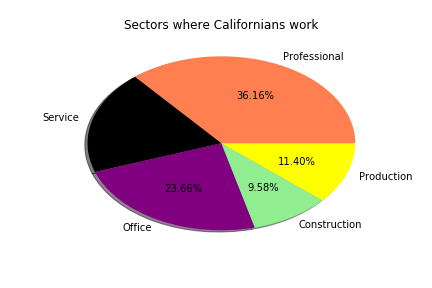 Sectors where Californians work
Professional
36.16%
Service
11.40%
Production
23.66%
9.58%
Office
Construction